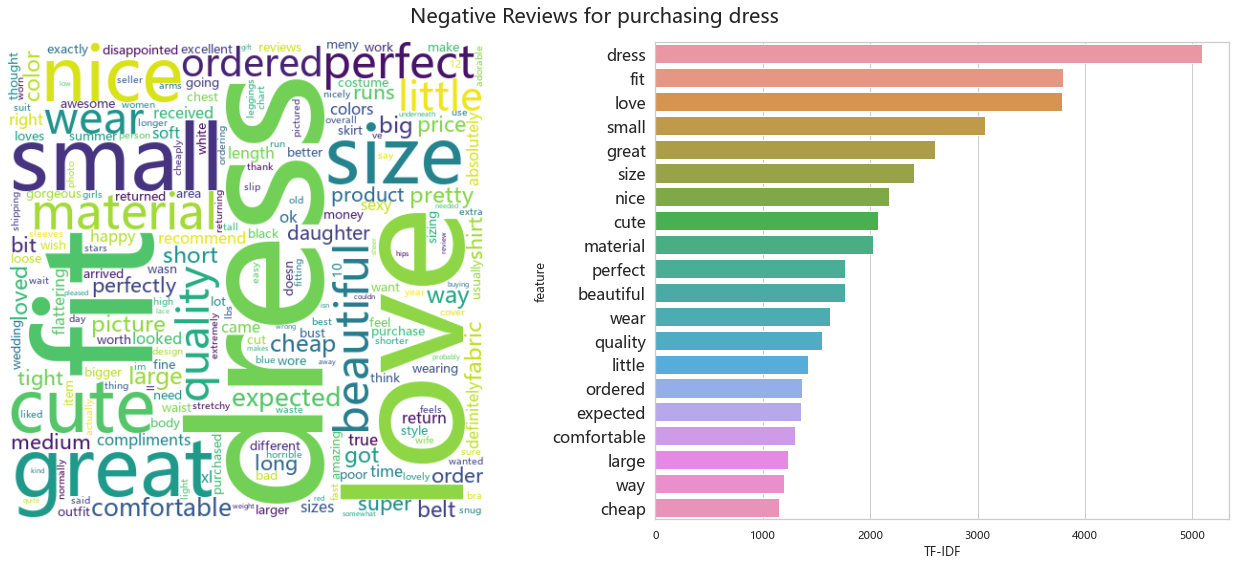 Negative Reviews for purchasing dress
exactly disappointed excellent reviews gift meny work make 12
thought color nice seller arms ordered going perfect adorable
worn low suit awesome women chest costume nicely runs little
right wear longer received leggings chart colors overall underneath use
loves summer person soft cheaply white ordering pictured skirt ve big price absolutely
small photo length run better size say
gorgeous girls area thank slip old product pretty
shipping material returned returning tall ok money sexy needed extra
bit sleeves wish happy recommend black daughter sheer sizing shirt
loose stars arrived wasn short easy doesn fitting 10 hips review usually
loved wait pleased perfectly lot lbs want year way
flattering day high lace quality extremely came best isn couldn buying
wedding picture worth looked design cut makes bust feel cover purchase
fit im fine blue wore wrong cheap away beautiful shorter
tight bigger thing large ll need dress think wearing probably fabric
item actually waist stretchy expected waste love feels definitely
cute liked body return
medium compliments different true style wife sure
great kind normally xl purchased horrible long bad got amazing time lovely wanted
quite said light poor order
outfit comfortable weight larger sizes red fast somewhat super belt bra snug
feature
dress
fit
love
small
great
size
nice
cute
material
perfect
beautiful
wear
quality
little
ordered
expected
comfortable
large
way
cheap
0 1000 2000 3000 4000 5000
TF-IDF